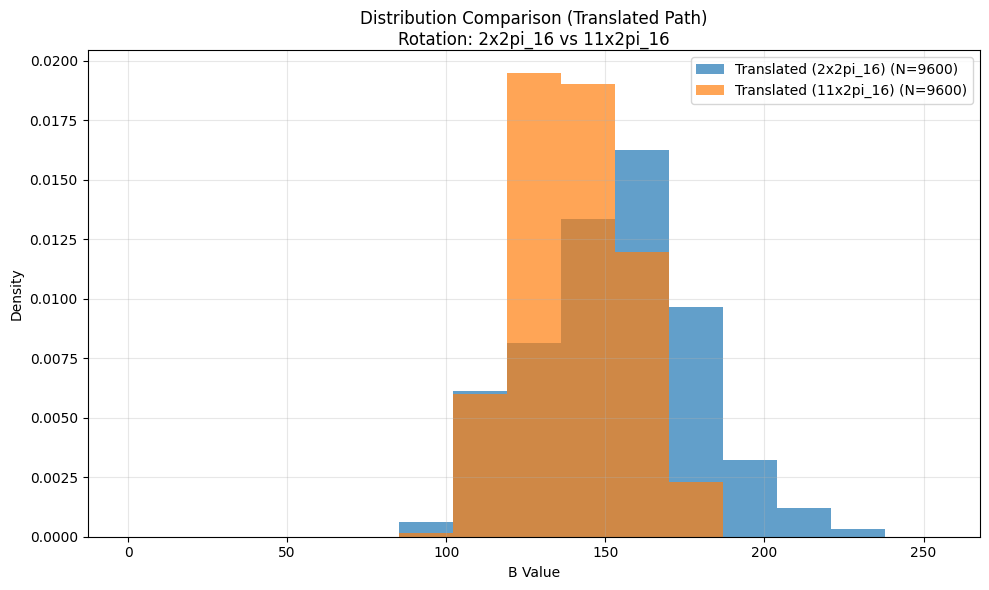 Distribution Comparison (Translated Path)
Rotation: 2x2pi_16 vs 11x2pi_16
Translated (2x2pi_16) (N=9600)
Translated (11x2pi_16) (N=9600)
Density
0.0200
0.0175
0.0150
0.0125
0.0100
0.0075
0.0050
0.0025
0.0000
0 50 100 150 200 250
B Value